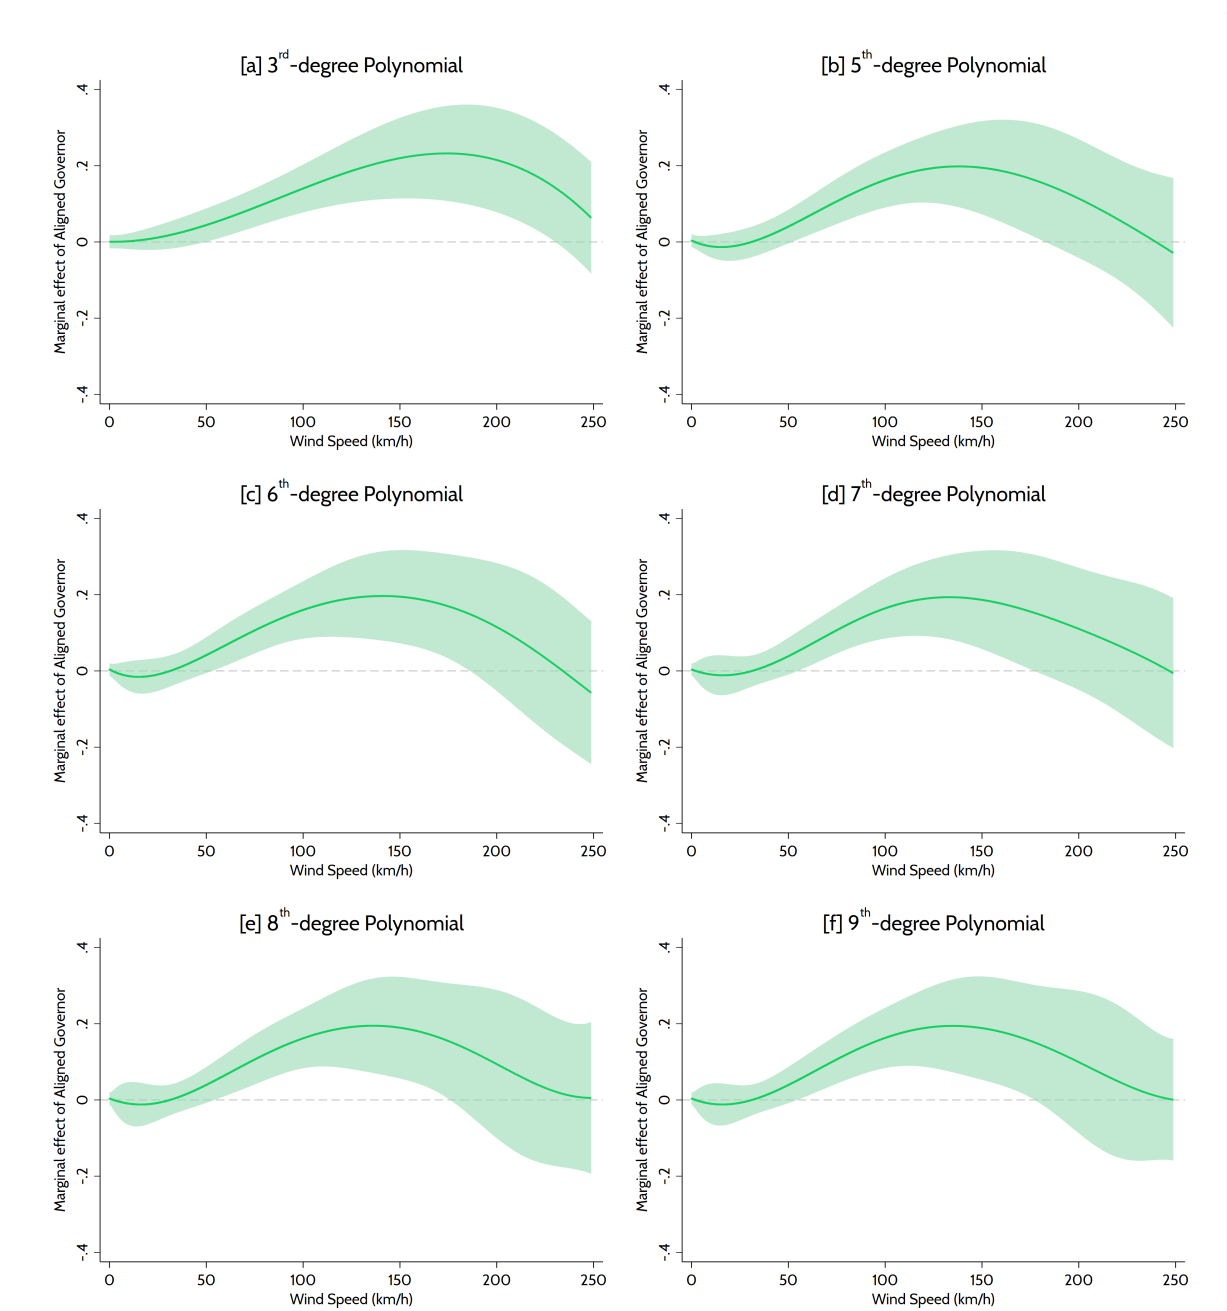 [a] 3rd-degree Polynomial
Marginal effect of Aligned Governor
.4
.2
0
-.2
-.4
0 50 100 150 200 250
Wind Speed (km/h)
[b] 5th-degree Polynomial
Marginal effect of Aligned Governor
.4
.2
0
-.2
-.4
0 50 100 150 200 250
Wind Speed (km/h)
[c] 6th-degree Polynomial
Marginal effect of Aligned Governor
.4
.2
0
-.2
-.4
0 50 100 150 200 250
Wind Speed (km/h)
[d] 7th-degree Polynomial
Marginal effect of Aligned Governor
.4
.2
0
-.2
-.4
0 50 100 150 200 250
Wind Speed (km/h)
[e] 8th-degree Polynomial
Marginal effect of Aligned Governor
.4
.2
0
-.2
-.4
0 50 100 150 200 250
Wind Speed (km/h)
[f] 9th-degree Polynomial
Marginal effect of Aligned Governor
.4
.2
0
-.2
-.4
0 50 100 150 200 250
Wind Speed (km/h)